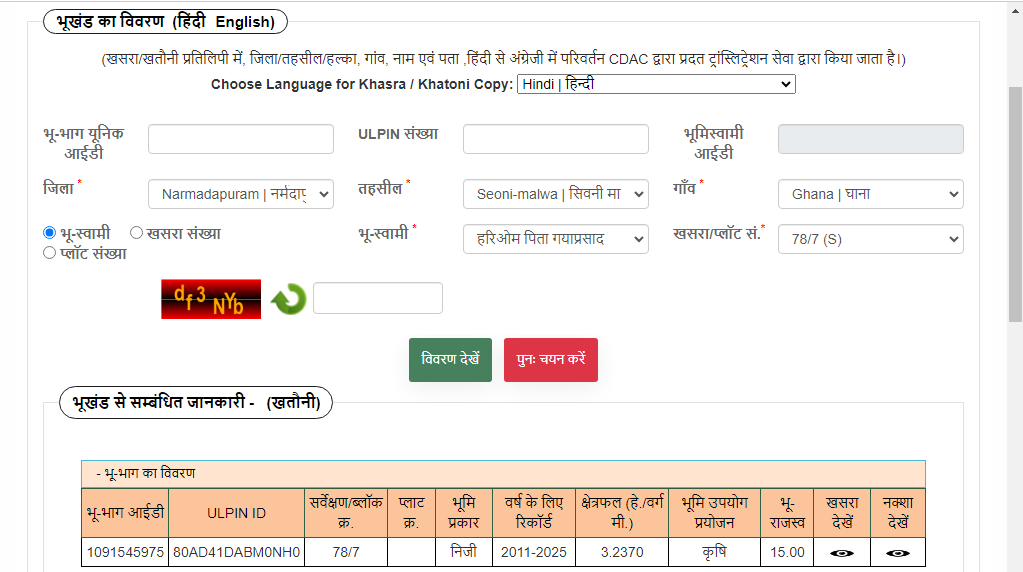 भूखंड का विवरण (हिंदी English)
(खसरा/खतौनी प्रतिलिपी में, जिला/तहसील/हल्का, गांव, नाम एवं पता ,हिंदी से अंग्रेजी में परिवर्तन CDAC द्वारा प्रदत ट्रांस्लिट्रेशन सेवा द्वारा किया जाता है।)
Choose Language for Khasra / Khatoni Copy: Hindi | हिन्दी
भू-भाग यूनिक आईडी
ULPIN संख्या
भूमिस्वामी आईडी
जिला * Narmadapuram | नर्मदापु
तहसील * Seoni-malwa | सिवनी मा
गाँव * Ghana | घाना
भू-स्वामी खसरा संख्या
प्लॉट संख्या
भू-स्वामी * हरिओम पिता गयाप्रसाद
खसरा/प्लॉट सं.* 78/7 (S)
df3NYb
विवरण देखें पुनः चयन करें
भूखंड से सम्बंधित जानकारी - (खतौनी)
- भू-भाग का विवरण
भू-भाग आईडी ULPIN ID सर्वेक्षण/ब्लॉक क्र. प्लाट क्र. भूमि प्रकार वर्ष के लिए रिकॉर्ड क्षेत्रफल (हे./वर्ग मी.) भूमि उपयोग प्रयोजन भू-राजस्व खसरा देखें नक्शा देखें
1091545975 80AD41DABM0NH0 78/7 निजी 2011-2025 3.2370 कृषि 15.00